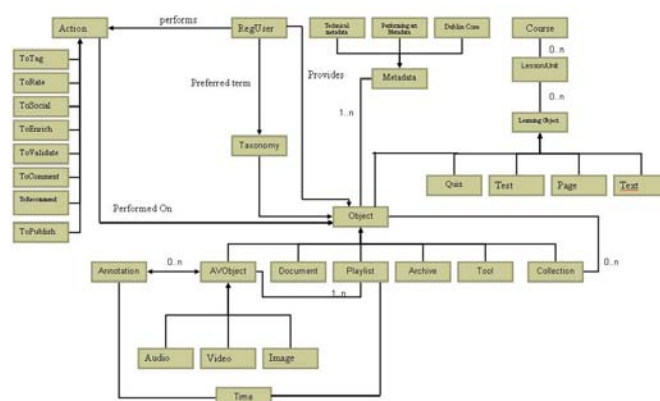 Action
performs
RegUser
Technical
metadata
Performing art
Metadata
Dublin Core
Course
ToTag
ToRate
ToSocial
ToEnrich
ToValidate
ToComment
ToRecommend
ToPublish
Preferred term
Provides
Metadata
Lesson/Unit
0..n
1..n
0..n
Learning Object
Taxonomy
Quiz
Test
Page
Text
Performed On
Object
0..n
Annotation
AVObject
Document
Playlist
Archive
Tool
Collection
0..n
1..n
Audio
Video
Image
Time